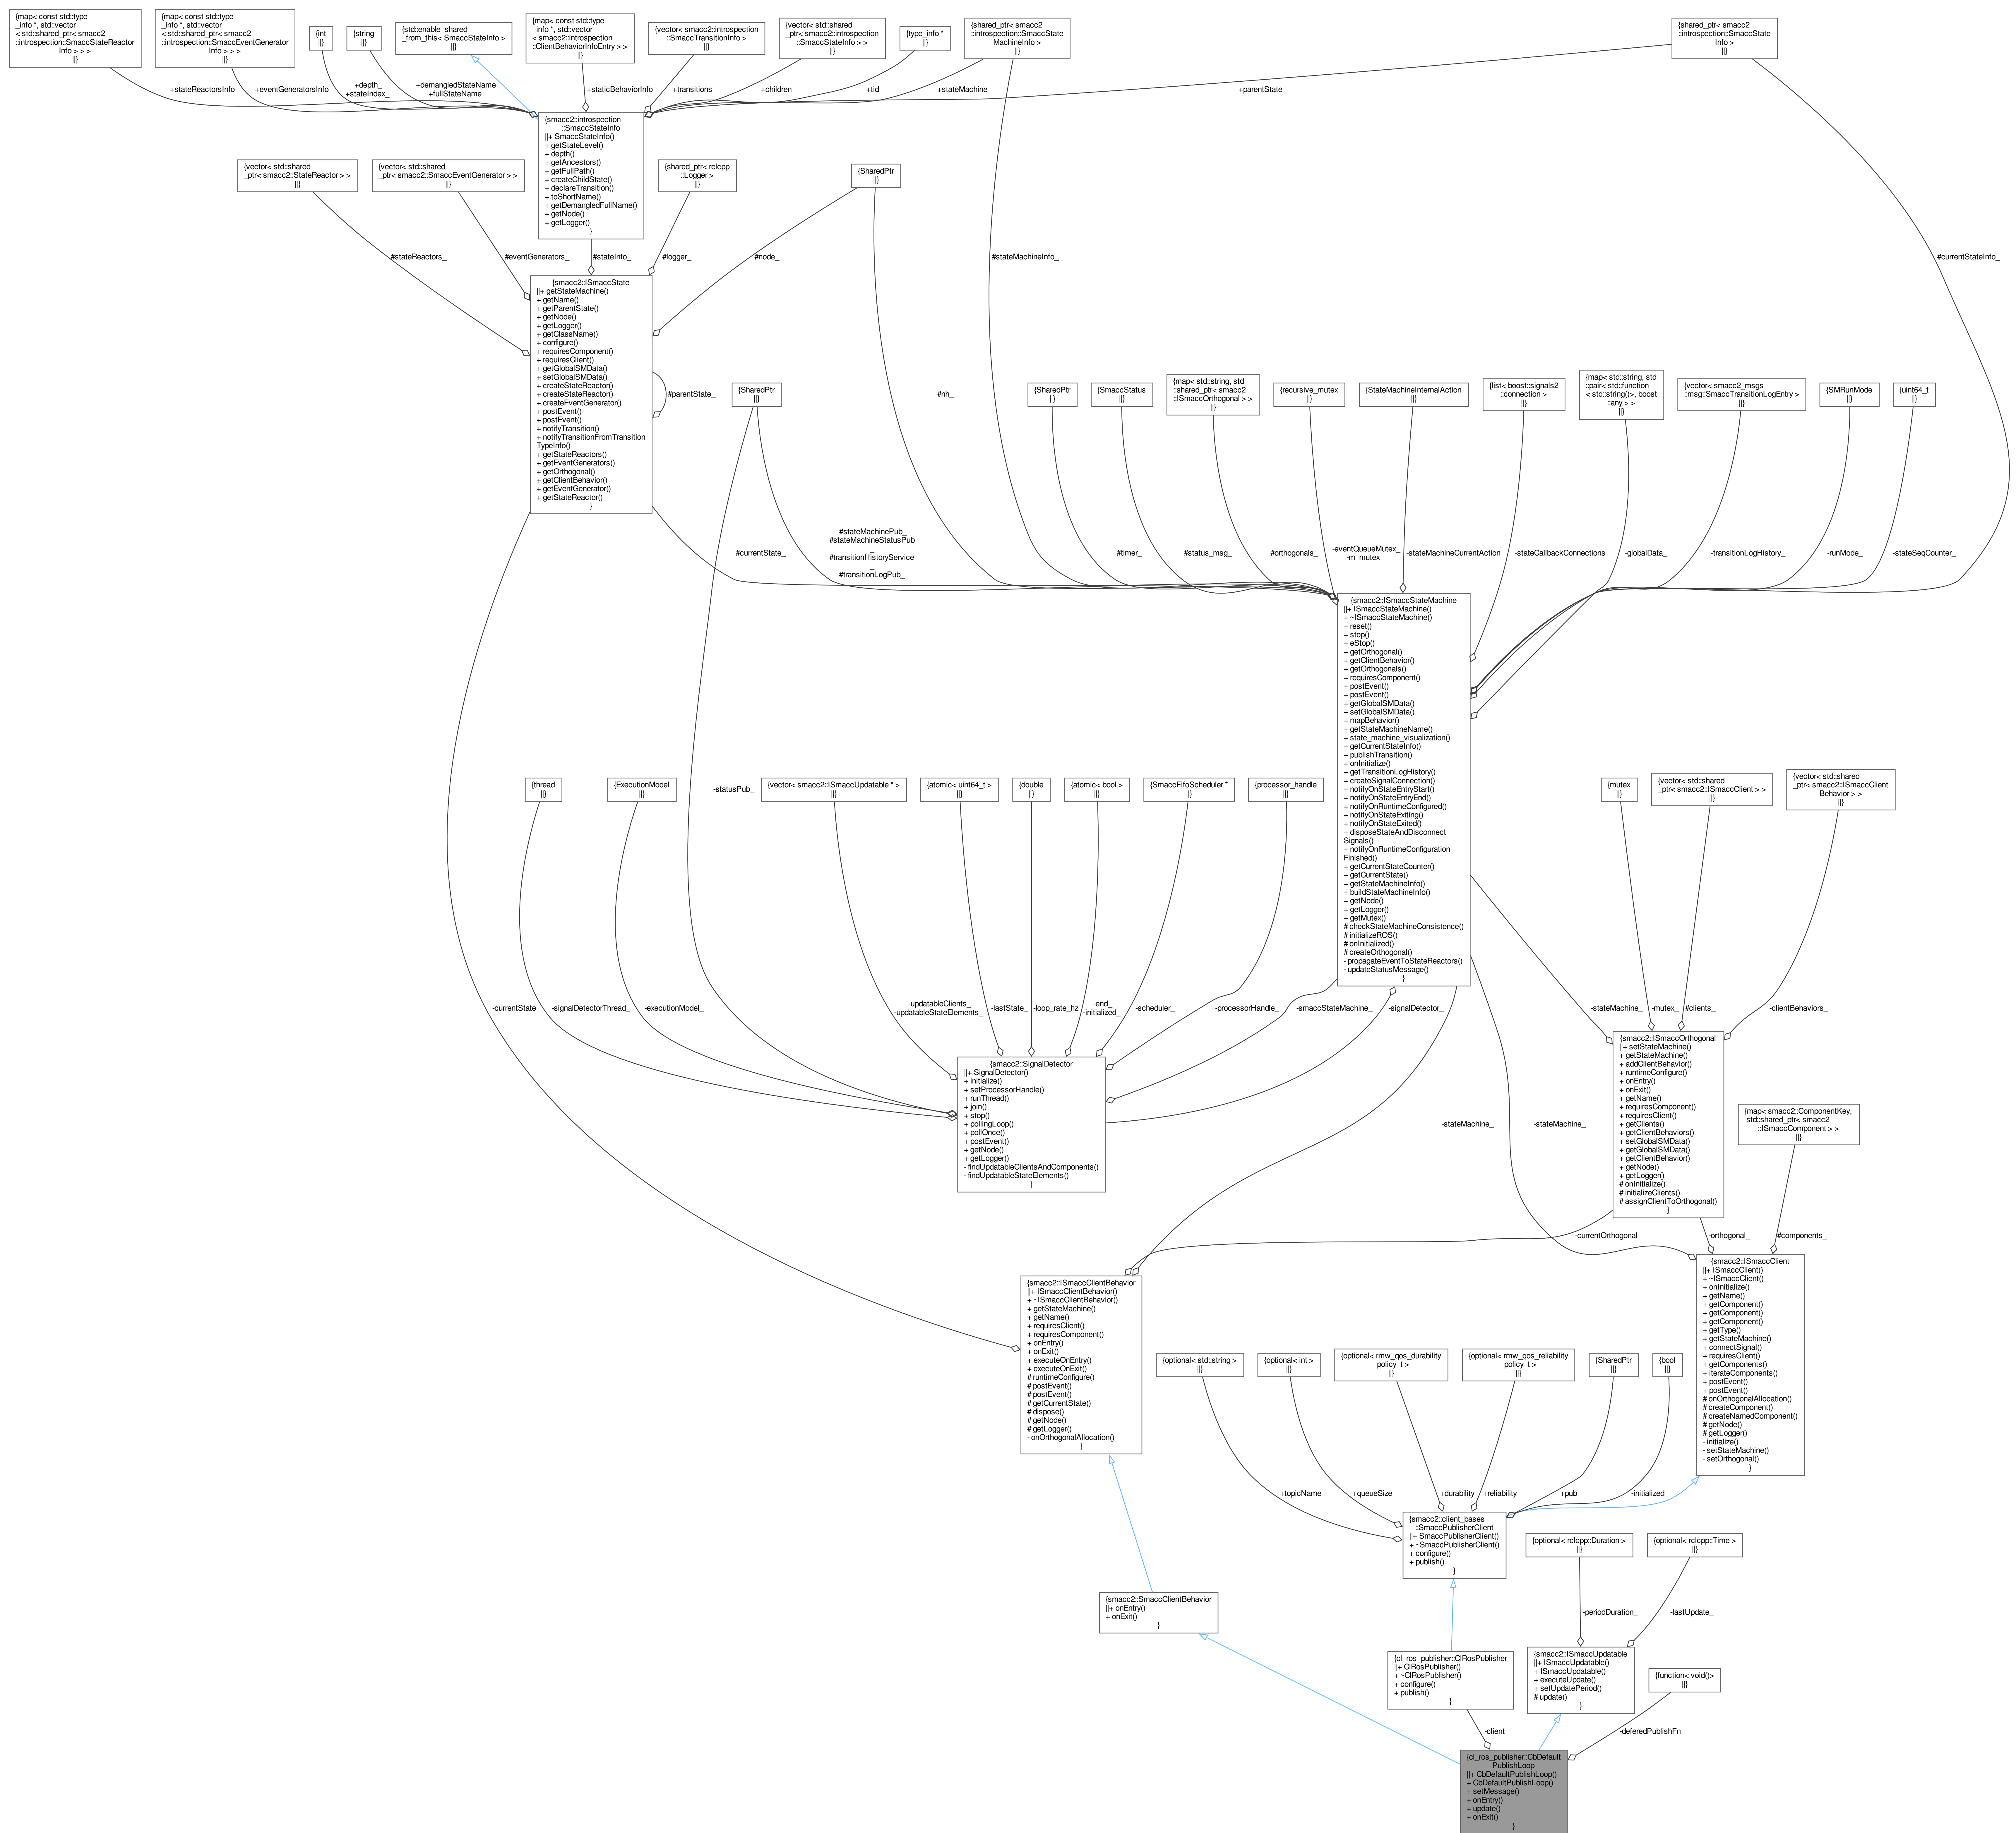 {map< const std::type
_info *, std::vector
< std::shared_ptr< smacc2
::introspection::SmaccStateReactor
Info > > >
||}
{map< const std::type
_info *, std::vector
< std::shared_ptr< smacc2
::introspection::SmaccEventGenerator
Info > > >
||}
{int
||}
{string
||}
{std::enable_shared
_from_this< SmaccStateInfo >
||}
{map< const std::type
_info *, std::vector
< smacc2::introspection
::ClientBehaviorInfoEntry > >
||}
{vector< smacc2::introspection
::SmaccTransitionInfo >
||}
{vector< std::shared
_ptr< smacc2::introspection
::SmaccStateInfo > >
||}
{type_info *
||}
{shared_ptr< smacc2
::introspection::SmaccState
MachineInfo >
||}
{shared_ptr< smacc2
::introspection::SmaccState
Info >
||}
+stateReactorsInfo
+eventGeneratorsInfo
+depth_
+stateIndex_
+demangledStateName
+fullStateName
+staticBehaviorInfo
+transitions_
+children_
+tid_
+stateMachine_
+parentState_
{smacc2::introspection
::SmaccStateInfo
||+ SmaccStateInfo()
+ getStateLevel()
+ depth()
+ getAncestors()
+ getFullPath()
+ createChildState()
+ declareTransition()
+ toShortName()
+ getDemangledFullName()
+ getNode()
+ getLogger()
}
{vector< std::shared
_ptr< smacc2::StateReactor > >
||}
{vector< std::shared
_ptr< smacc2::SmaccEventGenerator > >
||}
{shared_ptr< rclcpp
::Logger >
||}
{SharedPtr
||}
#stateReactors_
#eventGenerators_
#stateInfo_
#logger_
#node_
#stateMachineInfo_
#currentStateInfo_
{smacc2::ISmaccState
||+ getStateMachine()
+ getName()
+ getParentState()
+ getNode()
+ getLogger()
+ getClassName()
+ configure()
+ requiresComponent()
+ requiresClient()
+ getGlobalSMData()
+ setGlobalSMData()
+ createStateReactor()
+ createStateReactor()
+ createEventGenerator()
+ postEvent()
+ postEvent()
+ notifyTransition()
+ notifyTransitionFromTransition
TypeInfo()
+ getStateReactors()
+ getEventGenerators()
+ getOrthogonal()
+ getClientBehavior()
+ getEventGenerator()
+ getStateReactor()
}
#parentState_
{SharedPtr
||}
#nh_
{SharedPtr
||}
{SmaccStatus
||}
{map< std::string, std
::shared_ptr< smacc2
::ISmaccOrthogonal > >
||}
{recursive_mutex
||}
{StateMachineInternalAction
||}
{list< boost::signals2
::connection >
||}
{map< std::string, std
::pair< std::function
< std::string()>, boost
::any > >
||}
{vector< smacc2_msgs
::msg::SmaccTransitionLogEntry >
||}
{SMRunMode
||}
{uint64_t
||}
#currentState_
#stateMachinePub_
#stateMachineStatusPub
_
#transitionHistoryService
_
#transitionLogPub_
#timer_
#status_msg_
#orthogonals_
-eventQueueMutex_
-m_mutex_
-stateMachineCurrentAction
-stateCallbackConnections
-globalData_
-transitionLogHistory_
-runMode_
-stateSeqCounter_
{smacc2::ISmaccStateMachine
||+ ISmaccStateMachine()
+ ~ISmaccStateMachine()
+ reset()
+ stop()
+ eStop()
+ getOrthogonal()
+ getClientBehavior()
+ getOrthogonals()
+ requiresComponent()
+ postEvent()
+ postEvent()
+ getGlobalSMData()
+ setGlobalSMData()
+ mapBehavior()
+ getStateMachineName()
+ state_machine_visualization()
+ getCurrentStateInfo()
+ publishTransition()
+ onInitialize()
+ getTransitionLogHistory()
+ createSignalConnection()
+ notifyOnStateEntryStart()
+ notifyOnStateEntryEnd()
+ notifyOnRuntimeConfigured()
+ notifyOnStateExiting()
+ notifyOnStateExited()
+ disposeStateAndDisconnect
Signals()
+ notifyOnRuntimeConfiguration
Finished()
+ getCurrentStateCounter()
+ getCurrentState()
+ getStateMachineInfo()
+ buildStateMachineInfo()
+ getNode()
+ getLogger()
+ getMutex()
# checkStateMachineConsistence()
# initializeROS()
# onInitialized()
# createOrthogonal()
- propagateEventToStateReactors()
- updateStatusMessage()
}
{thread
||}
{ExecutionModel
||}
-statusPub_
{vector< smacc2::ISmaccUpdatable * >
||}
{atomic< uint64_t >
||}
{double
||}
{atomic< bool >
||}
{SmaccFifoScheduler *
||}
{processor_handle
||}
{mutex
||}
{vector< std::shared
_ptr< smacc2::ISmaccClient > >
||}
{vector< std::shared
_ptr< smacc2::ISmaccClient
Behavior > >
||}
-currentState
-signalDetectorThread_
-executionModel_
-updatableClients_
-updatableStateElements_
-lastState_
-loop_rate_hz
-end_
-initialized_
-scheduler_
-processorHandle_
-smaccStateMachine_
-signalDetector_
-stateMachine_
-mutex_
#clients_
-clientBehaviors_
{smacc2::SignalDetector
||+ SignalDetector()
+ initialize()
+ setProcessorHandle()
+ runThread()
+ join()
+ stop()
+ pollingLoop()
+ pollOnce()
+ postEvent()
+ getNode()
+ getLogger()
- findUpdatableClientsAndComponents()
- findUpdatableStateElements()
}
{smacc2::ISmaccOrthogonal
||+ setStateMachine()
+ getStateMachine()
+ addClientBehavior()
+ runtimeConfigure()
+ onEntry()
+ onExit()
+ getName()
+ requiresComponent()
+ requiresClient()
+ getClients()
+ getClientBehaviors()
+ setGlobalSMData()
+ getGlobalSMData()
+ getClientBehavior()
+ getNode()
+ getLogger()
# onInitialize()
# initializeClients()
# assignClientToOrthogonal()
}
{map< smacc2::ComponentKey,
std::shared_ptr< smacc2
::ISmaccComponent > >
||}
-stateMachine_
-stateMachine_
-currentOrthogonal
-orthogonal_
#components_
{smacc2::ISmaccClientBehavior
||+ ISmaccClientBehavior()
+ ~ISmaccClientBehavior()
+ getStateMachine()
+ getName()
+ requiresClient()
+ requiresComponent()
+ onEntry()
+ onExit()
+ executeOnEntry()
+ executeOnExit()
# runtimeConfigure()
# postEvent()
# postEvent()
# getCurrentState()
# dispose()
# getNode()
# getLogger()
- onOrthogonalAllocation()
}
{smacc2::ISmaccClient
||+ ISmaccClient()
+ ~ISmaccClient()
+ onInitialize()
+ getName()
+ getComponent()
+ getComponent()
+ getComponent()
+ getType()
+ getStateMachine()
+ connectSignal()
+ requiresClient()
+ getComponents()
+ iterateComponents()
+ postEvent()
+ postEvent()
# onOrthogonalAllocation()
# createComponent()
# createNamedComponent()
# getNode()
# getLogger()
- initialize()
- setStateMachine()
- setOrthogonal()
}
{optional< std::string >
||}
{optional< int >
||}
{optional< rmw_qos_durability
_policy_t >
||}
{optional< rmw_qos_reliability
_policy_t >
||}
{SharedPtr
||}
{bool
||}
+topicName
+queueSize
+durability
+reliability
+pub_
-initialized_
{smacc2::client_bases
::SmaccPublisherClient
||+ SmaccPublisherClient()
+ ~SmaccPublisherClient()
+ configure()
+ publish()
}
{optional< rclcpp::Duration >
||}
{optional< rclcpp::Time >
||}
{smacc2::SmaccClientBehavior
||+ onEntry()
+ onExit()
}
-periodDuration_
-lastUpdate_
{cl_ros_publisher::ClRosPublisher
||+ ClRosPublisher()
+ ~ClRosPublisher()
+ configure()
+ publish()
}
{smacc2::ISmaccUpdatable
||+ ISmaccUpdatable()
+ ISmaccUpdatable()
+ executeUpdate()
+ setUpdatePeriod()
# update()
}
{function< void()>
||}
-client_
-deferedPublishFn_
{cl_ros_publisher::CbDefault
PublishLoop
||+ CbDefaultPublishLoop()
+ CbDefaultPublishLoop()
+ setMessage()
+ onEntry()
+ update()
+ onExit()
}